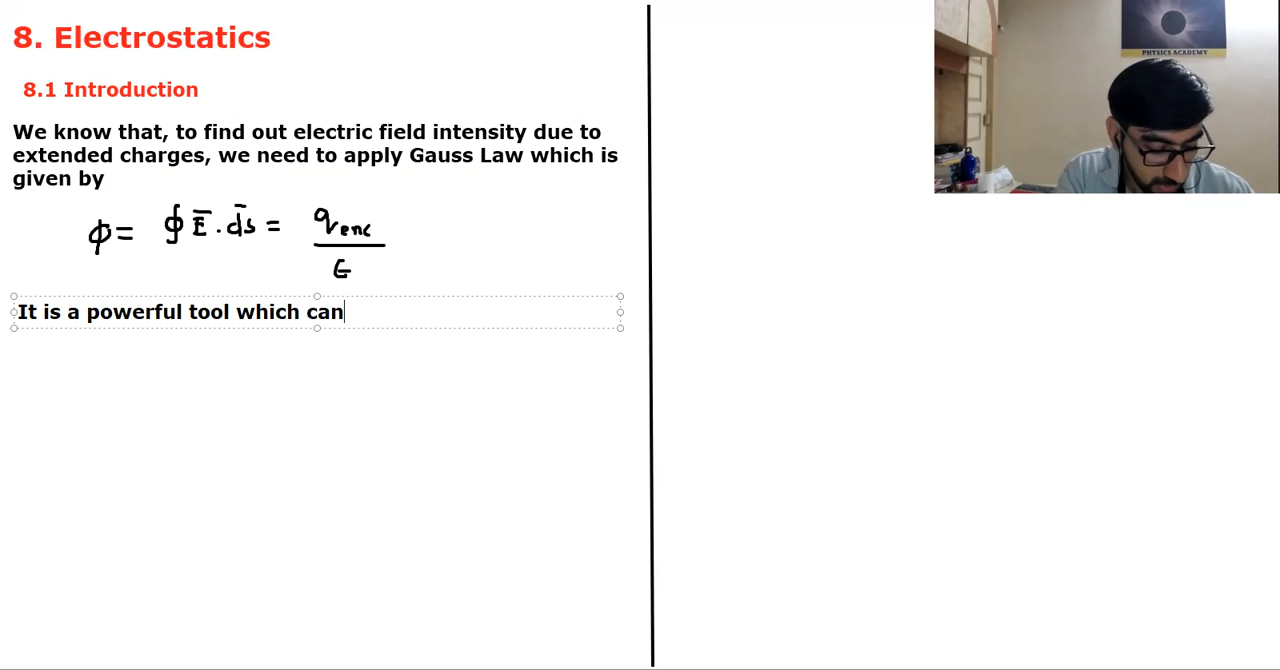 8. Electrostatics
8.1 Introduction
We know that, to find out electric field intensity due to
extended charges, we need to apply Gauss Law which is
given by
ϕ = ∮ E̅ . d̅s = q_enc / ϵ
It is a powerful tool which can
PHYSICS ACADEMY